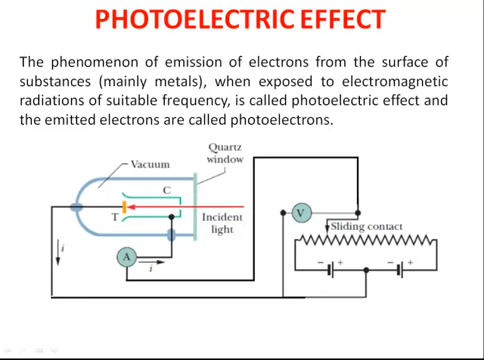 PHOTOELECTRIC EFFECT
The phenomenon of emission of electrons from the surface of
substances (mainly metals), when exposed to electromagnetic
radiations of suitable frequency, is called photoelectric effect and
the emitted electrons are called photoelectrons.
Quartz
window
Vacuum
C
T
Incident
light
V
Sliding contact
i
A
i
− +
− +